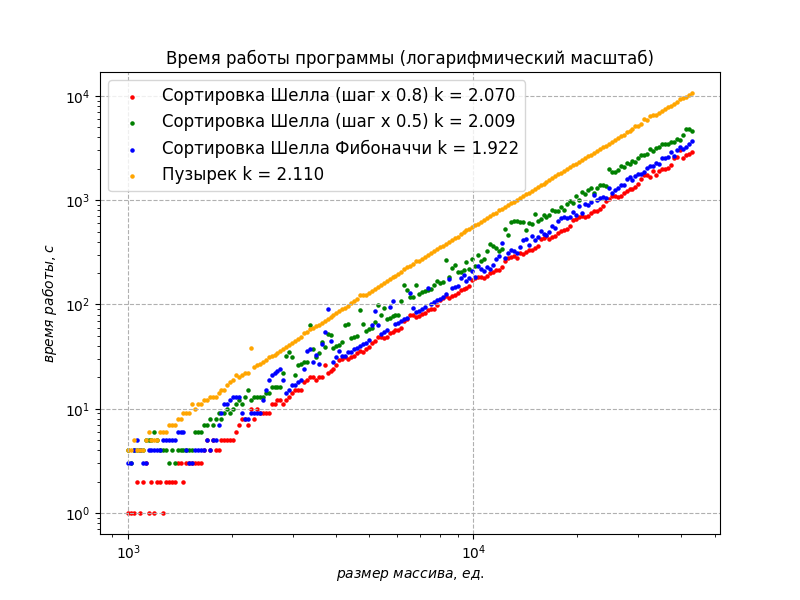 Время работы программы (логарифмический масштаб)
Сортировка Шелла (шаг x 0.8) k = 2.070
Сортировка Шелла (шаг x 0.5) k = 2.009
Сортировка Шелла Фибоначчи k = 1.922
Пузырек k = 2.110
10⁴
10³
10²
10¹
10⁰
время работы, с
10³
10⁴
размер массива, ед.